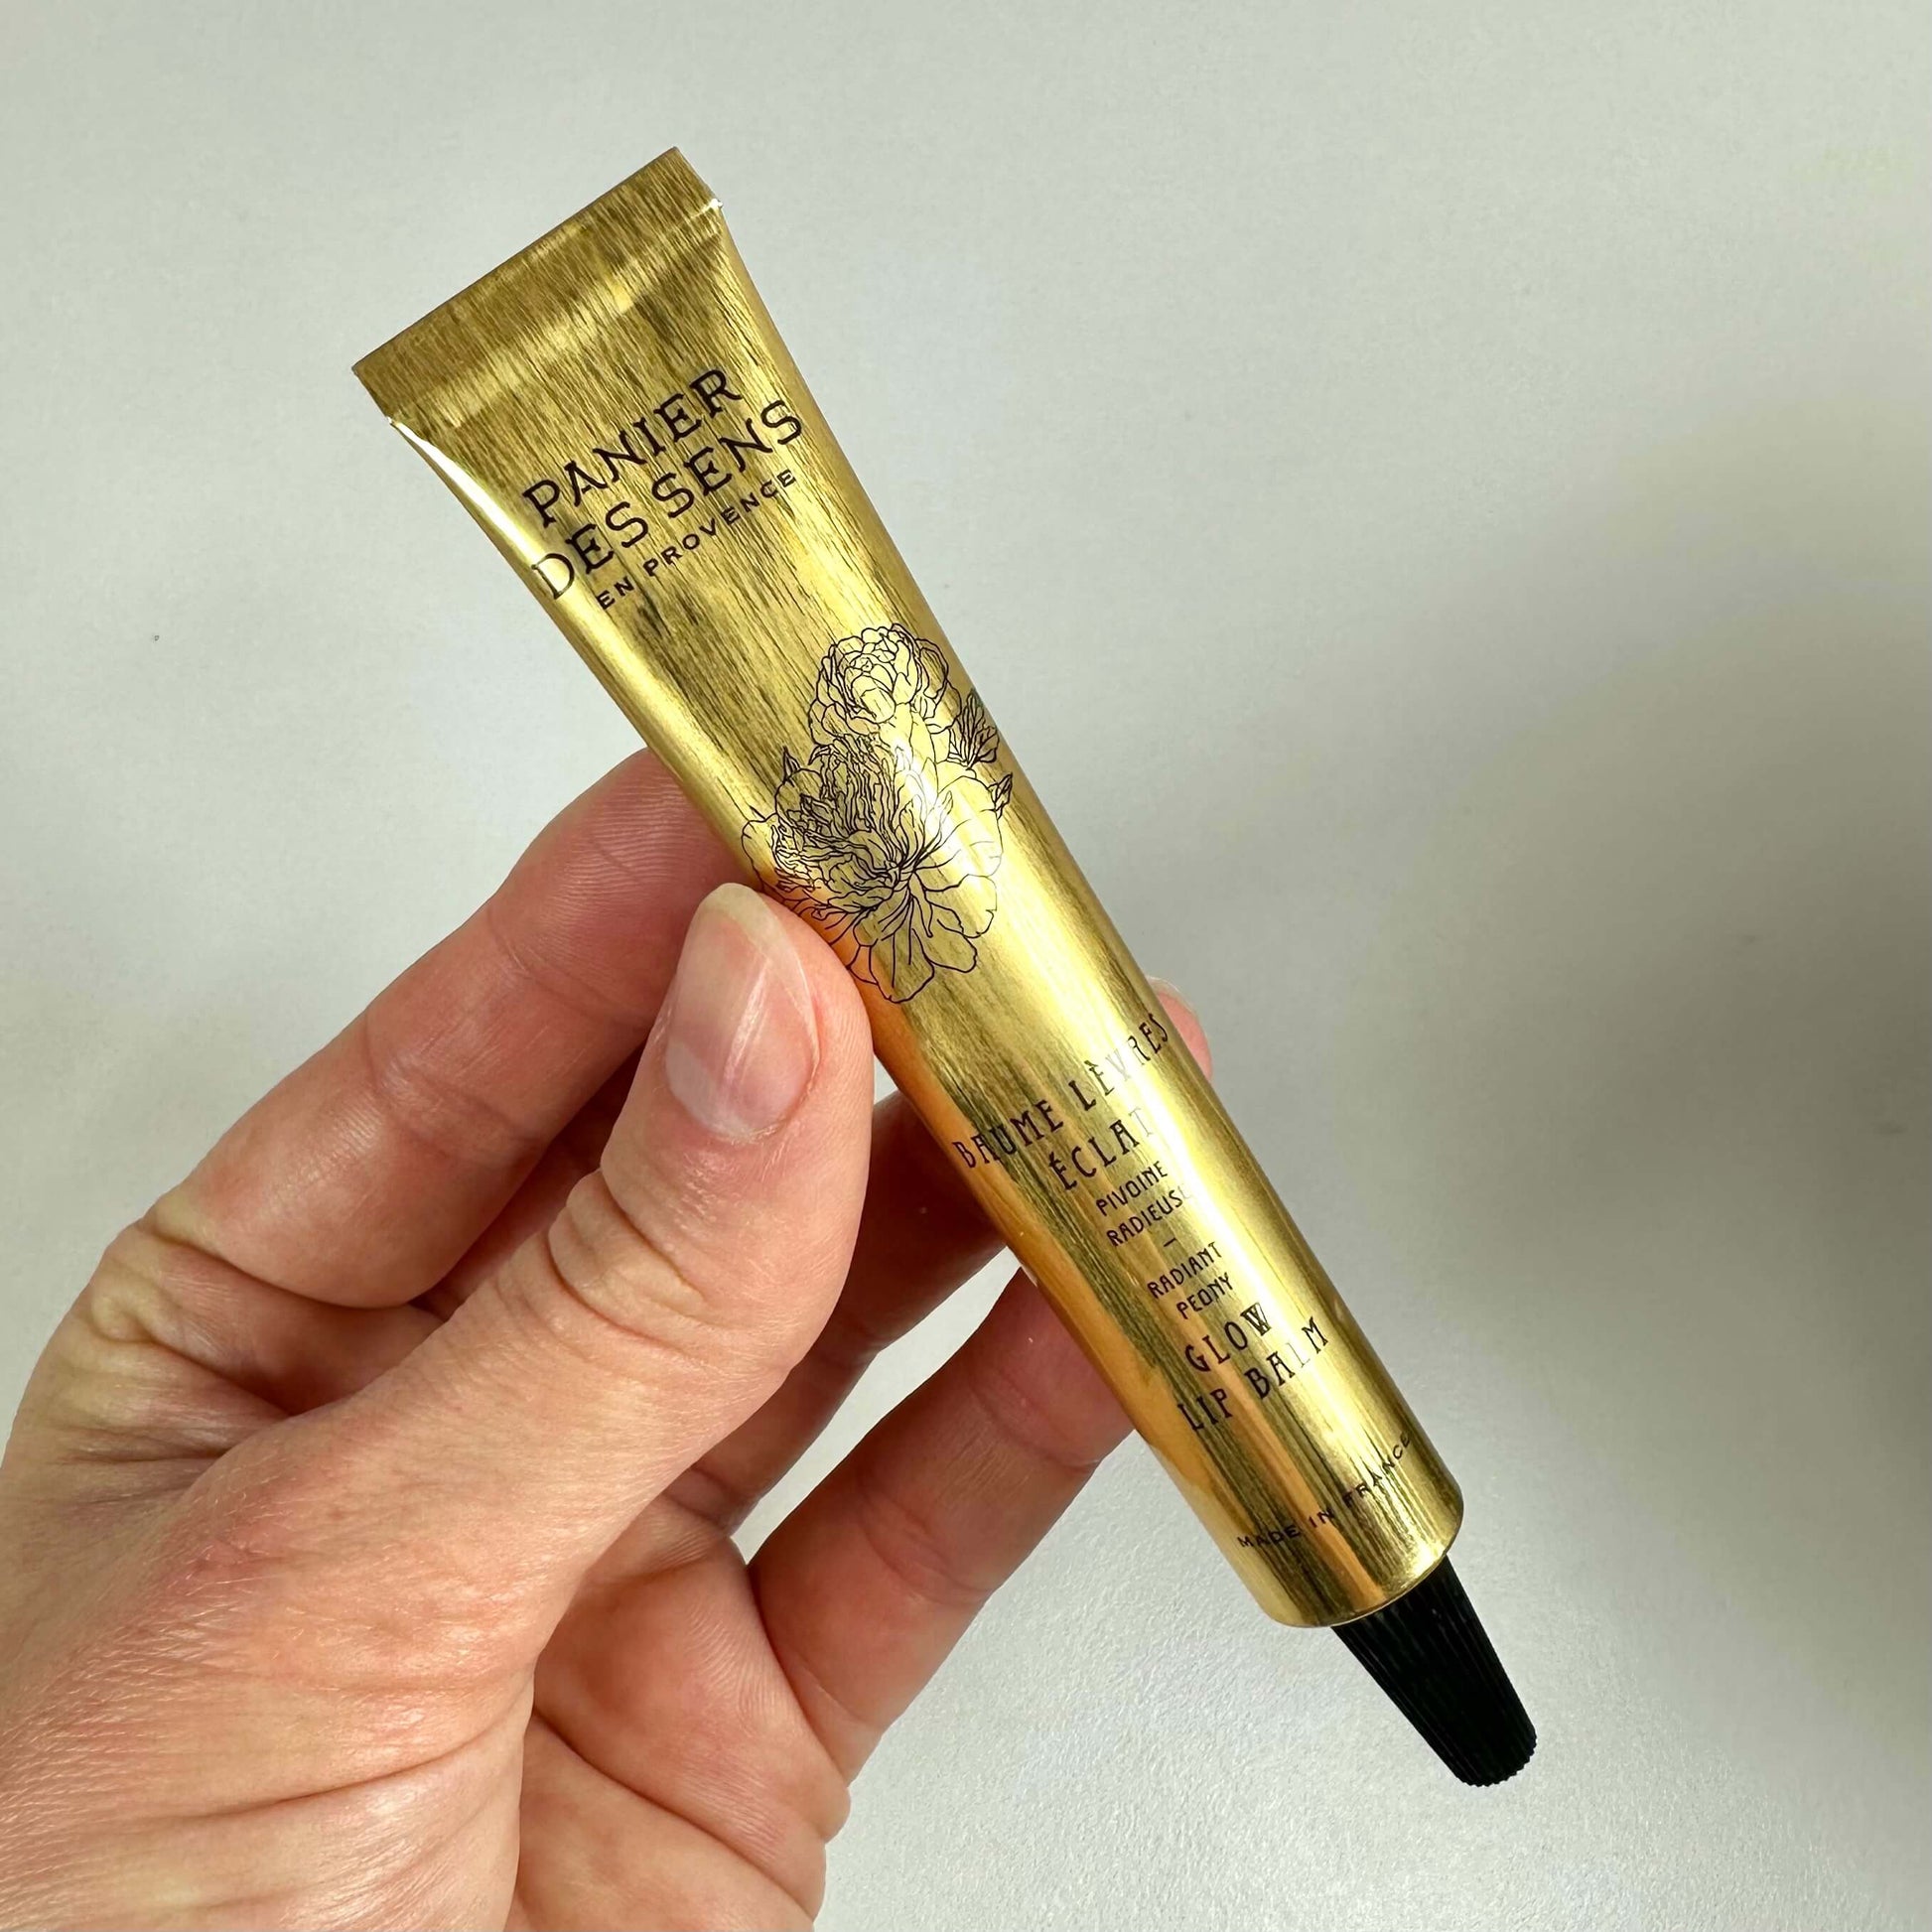 PANIER
DES SENS
EN PROVENCE
BAUME LÈVRES
ÉCLAT
PIVOINE
RADIEUSE
–
RADIANT
PEONY
GLOW
LIP BALM
MADE IN FRANCE